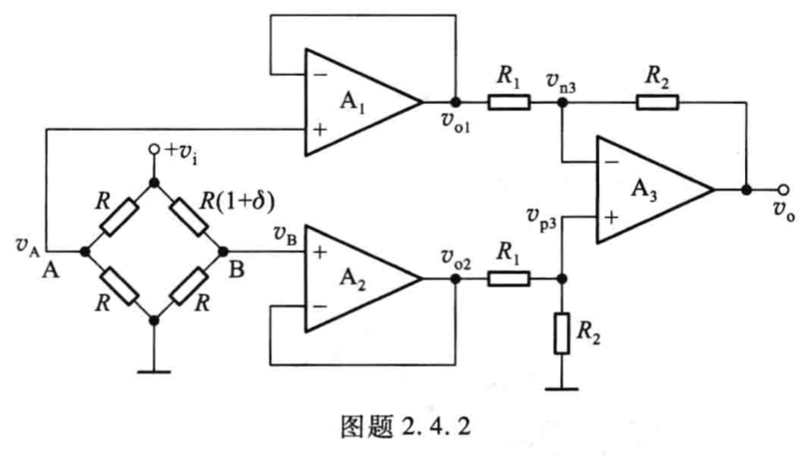 A₁
R₁
v_n3
R₂
v_o1
+v_i
A₃
R
R(1+δ)
v_p3
v_o
v_A
A
v_B
B
A₂
v_o2
R₁
R
R
R₂
图题 2.4.2